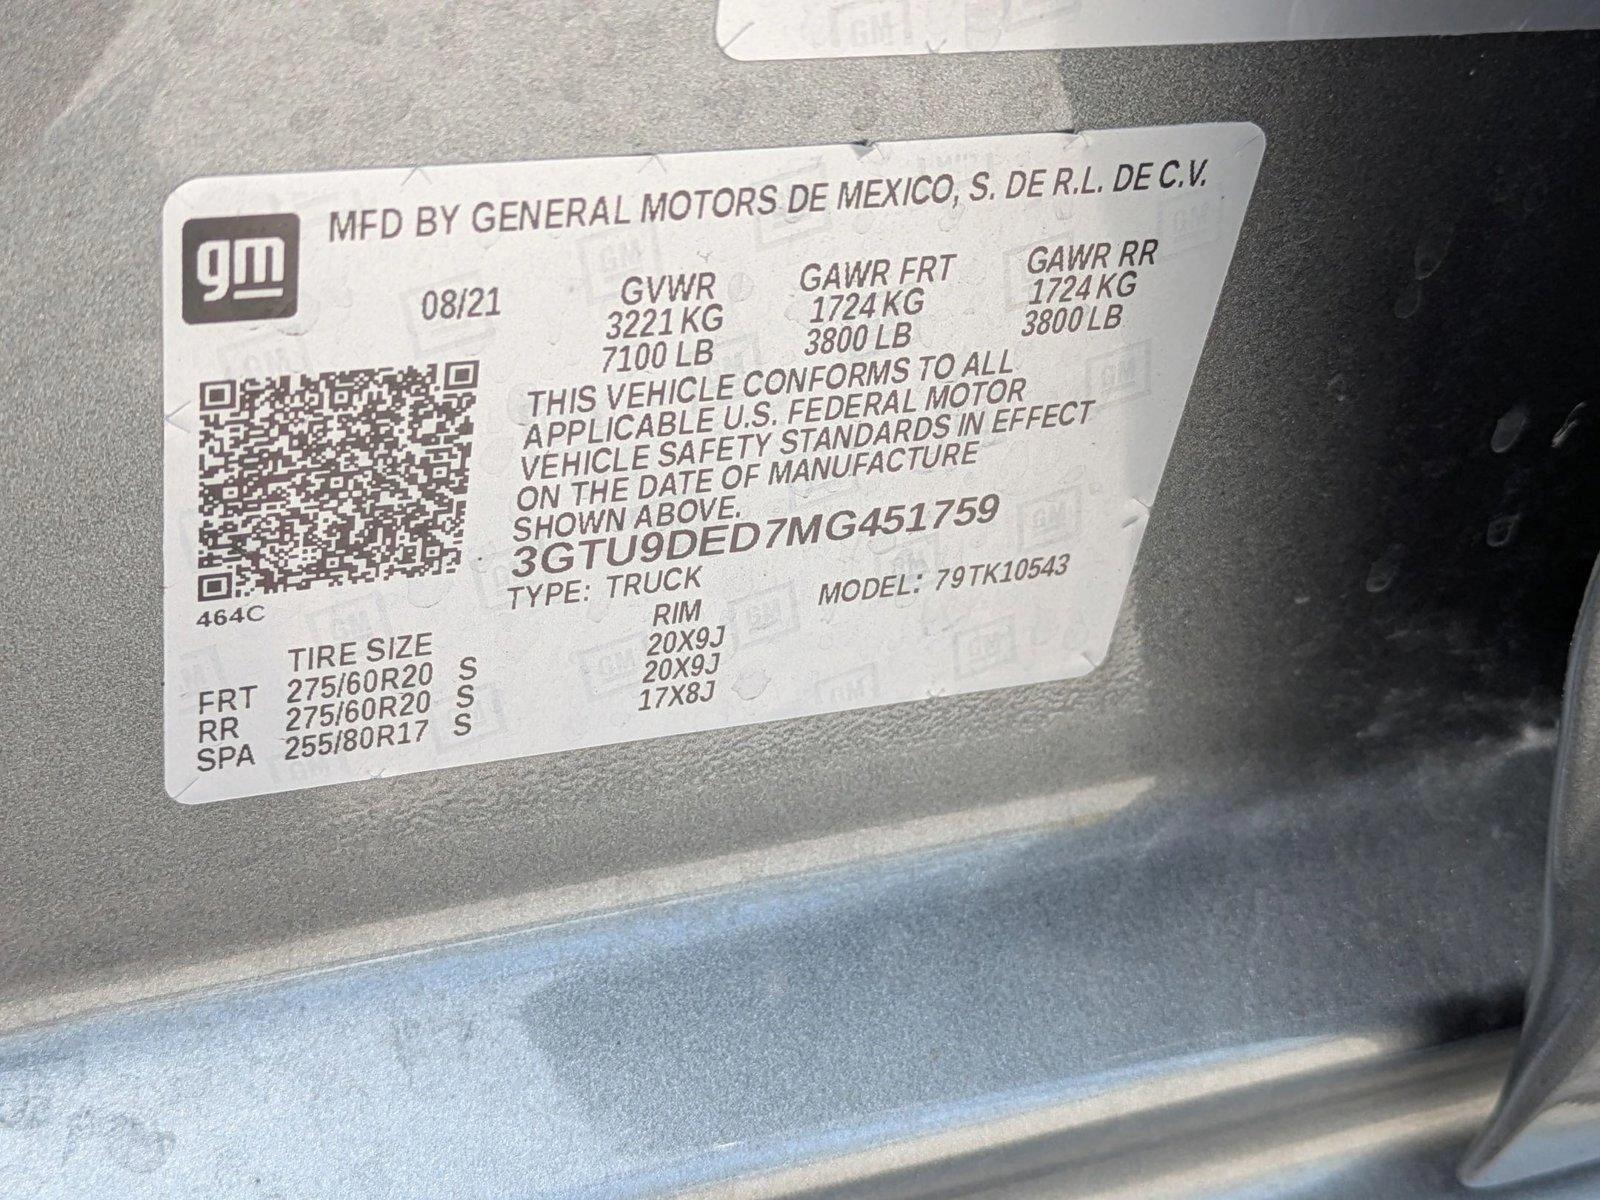 gm
MFD BY GENERAL MOTORS DE MEXICO, S. DE R.L. DE C.V.
08/21
GVWR GAWR FRT GAWR RR
3221 KG 1724 KG 1724 KG
7100 LB 3800 LB 3800 LB
THIS VEHICLE CONFORMS TO ALL
APPLICABLE U.S. FEDERAL MOTOR
VEHICLE SAFETY STANDARDS IN EFFECT
ON THE DATE OF MANUFACTURE
SHOWN ABOVE.
3GTU9DED7MG451759
TYPE: TRUCK MODEL: 79TK10543
464C
TIRE SIZE RIM
FRT 275/60R20 S 20X9J
RR 275/60R20 S 20X9J
SPA 255/80R17 S 17X8J